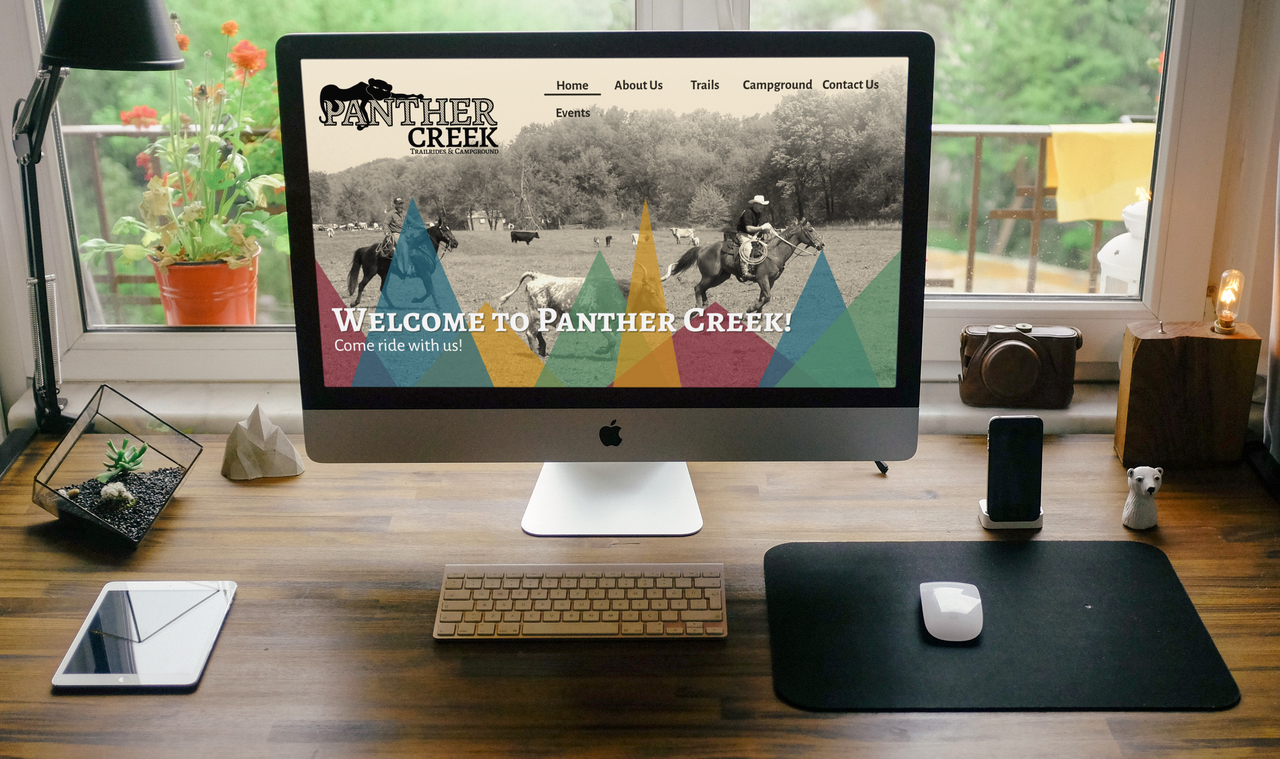 PANTHER
CREEK
TRAILRIDES & CAMPGROUND
Home About Us Trails Campground Contact Us
Events
WELCOME TO PANTHER CREEK!
Come ride with us!